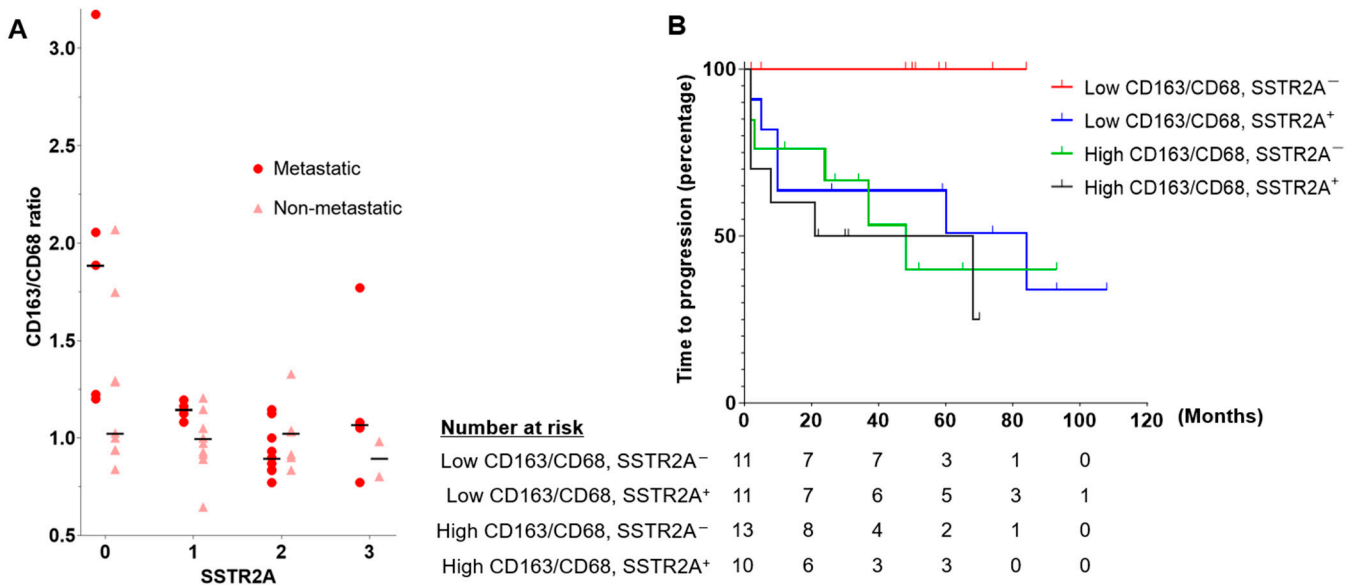 A
CD163/CD68 ratio
3.0
2.5
2.0
1.5
1.0
0.5
0 1 2 3
SSTR2A
Metastatic
Non-metastatic
B
Time to progression (percentage)
100
50
0
0 20 40 60 80 100 120 (Months)
Low CD163/CD68, SSTR2A⁻
Low CD163/CD68, SSTR2A⁺
High CD163/CD68, SSTR2A⁻
High CD163/CD68, SSTR2A⁺
Number at risk
Low CD163/CD68, SSTR2A⁻ 11 7 7 3 1 0
Low CD163/CD68, SSTR2A⁺ 11 7 6 5 3 1
High CD163/CD68, SSTR2A⁻ 13 8 4 2 1 0
High CD163/CD68, SSTR2A⁺ 10 6 3 3 0 0